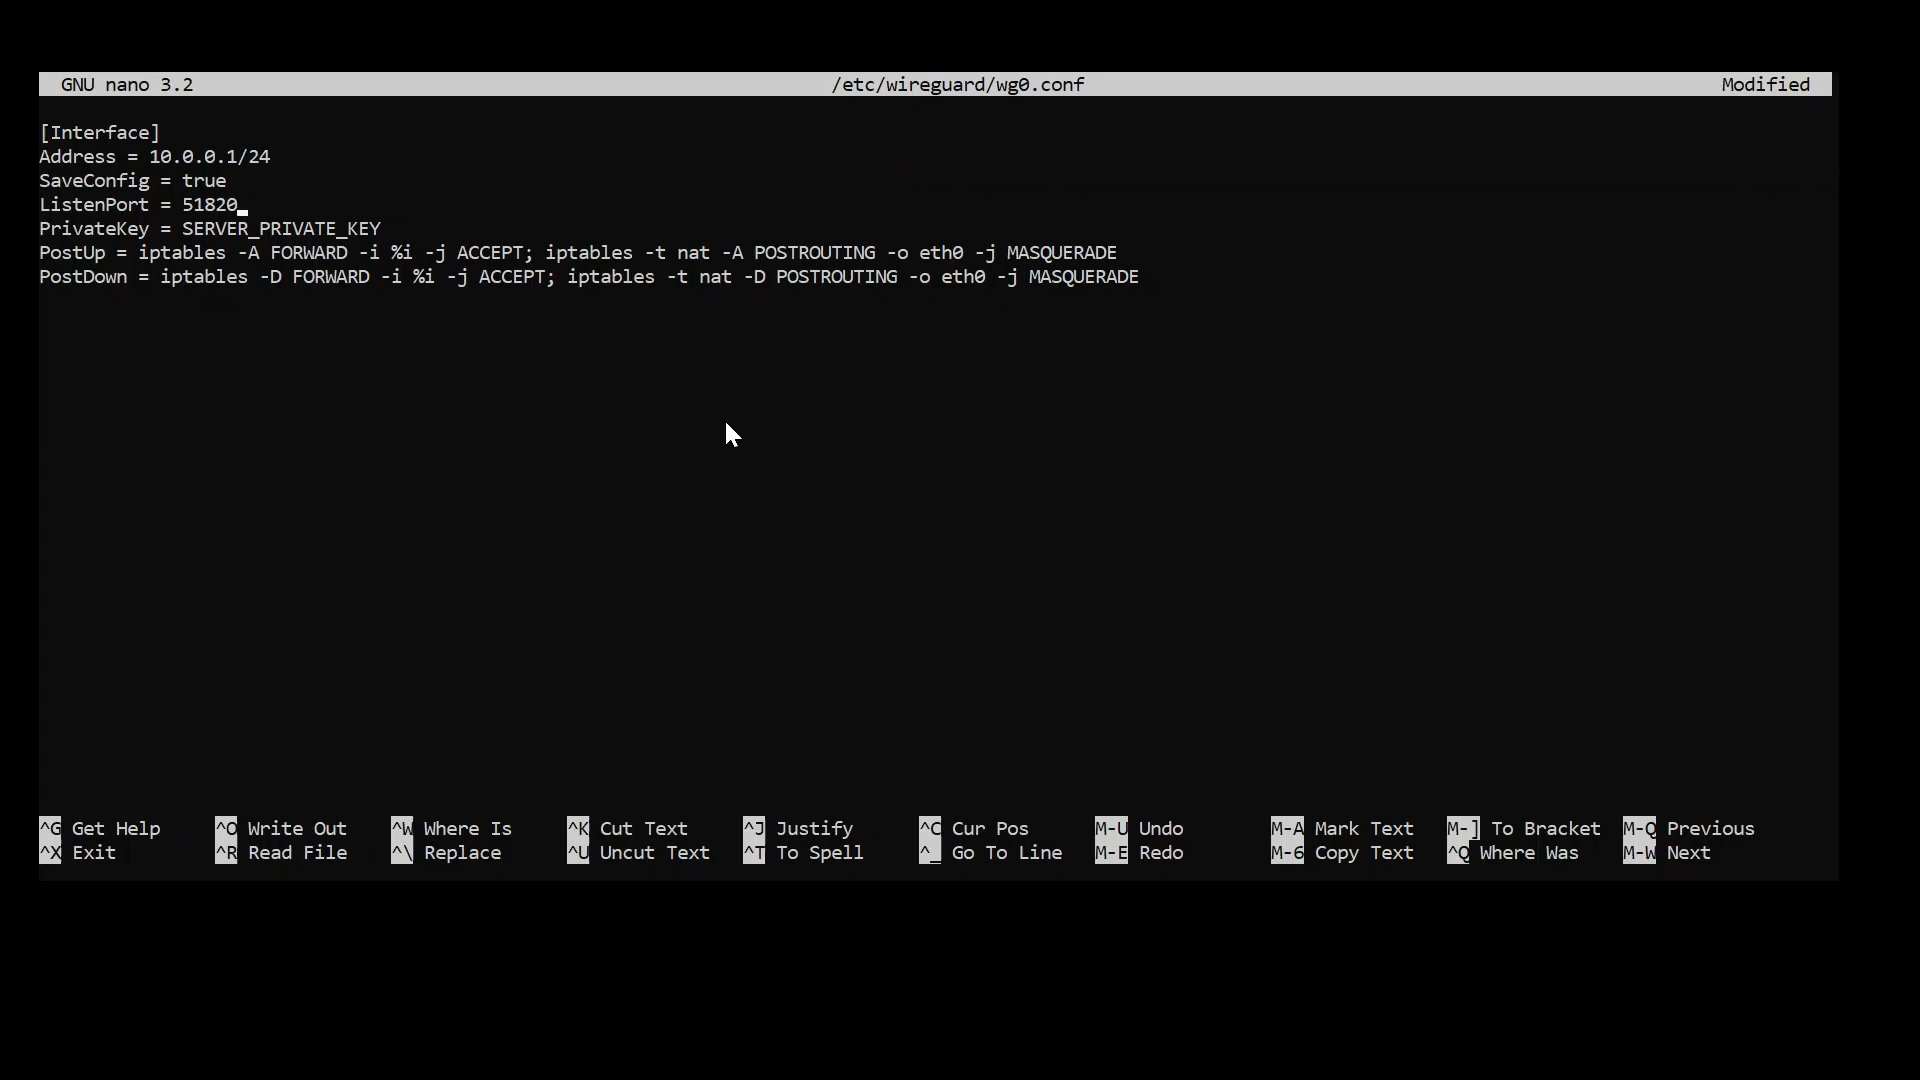 GNU nano 3.2 /etc/wireguard/wg0.conf Modified
[Interface]
Address = 10.0.0.1/24
SaveConfig = true
ListenPort = 51820
PrivateKey = SERVER_PRIVATE_KEY
PostUp = iptables -A FORWARD -i %i -j ACCEPT; iptables -t nat -A POSTROUTING -o eth0 -j MASQUERADE
PostDown = iptables -D FORWARD -i %i -j ACCEPT; iptables -t nat -D POSTROUTING -o eth0 -j MASQUERADE
^G Get Help ^O Write Out ^W Where Is ^K Cut Text ^J Justify ^C Cur Pos M-U Undo M-A Mark Text M-] To Bracket M-Q Previous
^X Exit ^R Read File ^\ Replace ^U Uncut Text ^T To Spell ^_ Go To Line M-E Redo M-6 Copy Text ^Q Where Was M-W Next